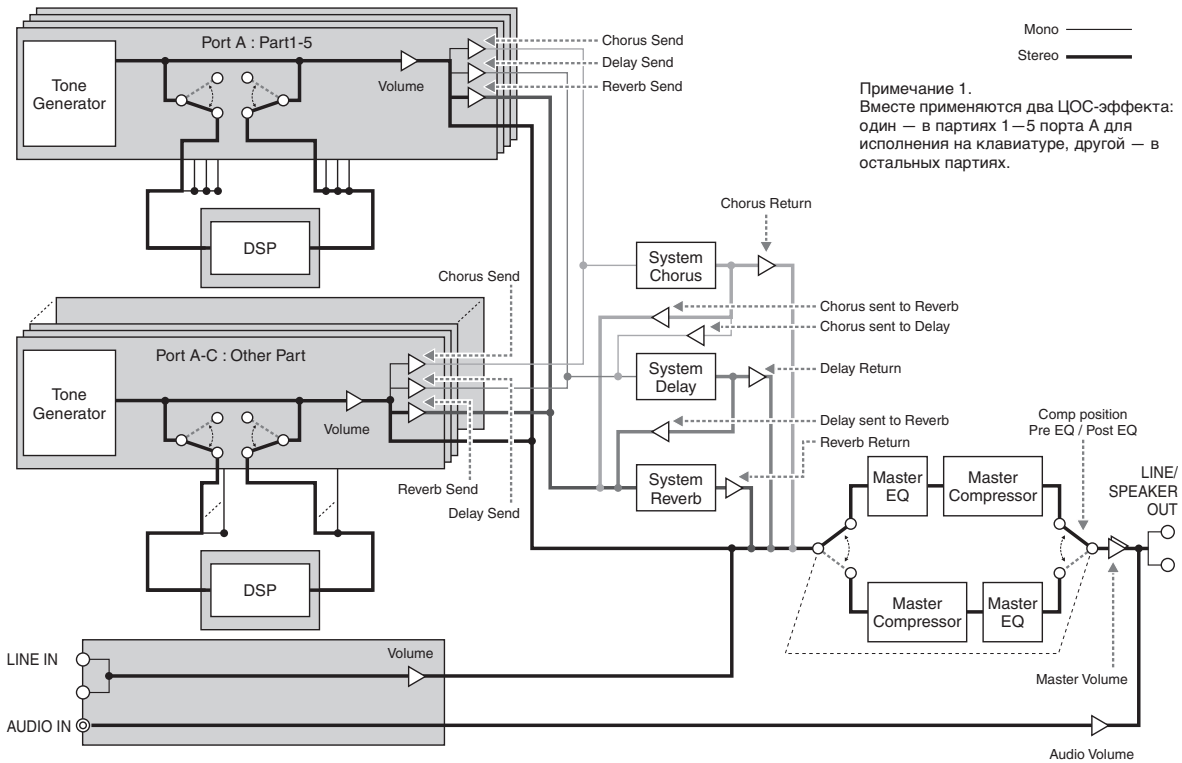 Mono
Stereo
Примечание 1.
Вместе применяются два ЦОС-эффекта:
один — в партиях 1—5 порта А для
исполнения на клавиатуре, другой — в
остальных партиях.
Port A : Part1-5
Tone
Generator
Volume
Chorus Send
Delay Send
Reverb Send
DSP
Chorus Return
System
Chorus
Chorus Send
Chorus sent to Reverb
Chorus sent to Delay
Port A-C : Other Part
Tone
Generator
Volume
System
Delay
Delay Return
Delay sent to Reverb
Reverb Return
Reverb Send
Delay Send
System
Reverb
Comp position
Pre EQ / Post EQ
Master
EQ
Master
Compressor
LINE/
SPEAKER
OUT
DSP
Master
Compressor
Master
EQ
Master Volume
LINE IN
Volume
AUDIO IN
Audio Volume